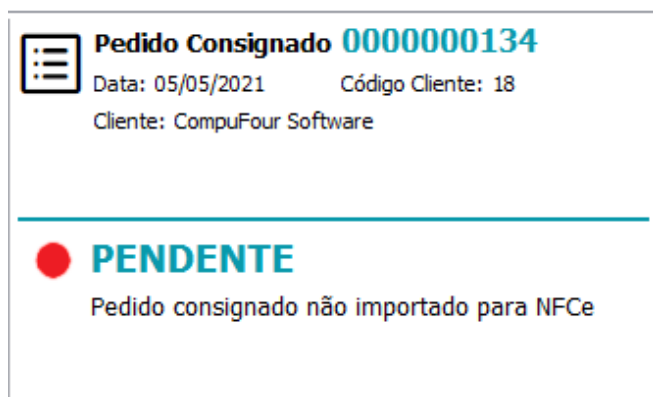 Pedido Consignado 0000000134
Data: 05/05/2021 Código Cliente: 18
Cliente: CompuFour Software
PENDENTE
Pedido consignado não importado para NFCe